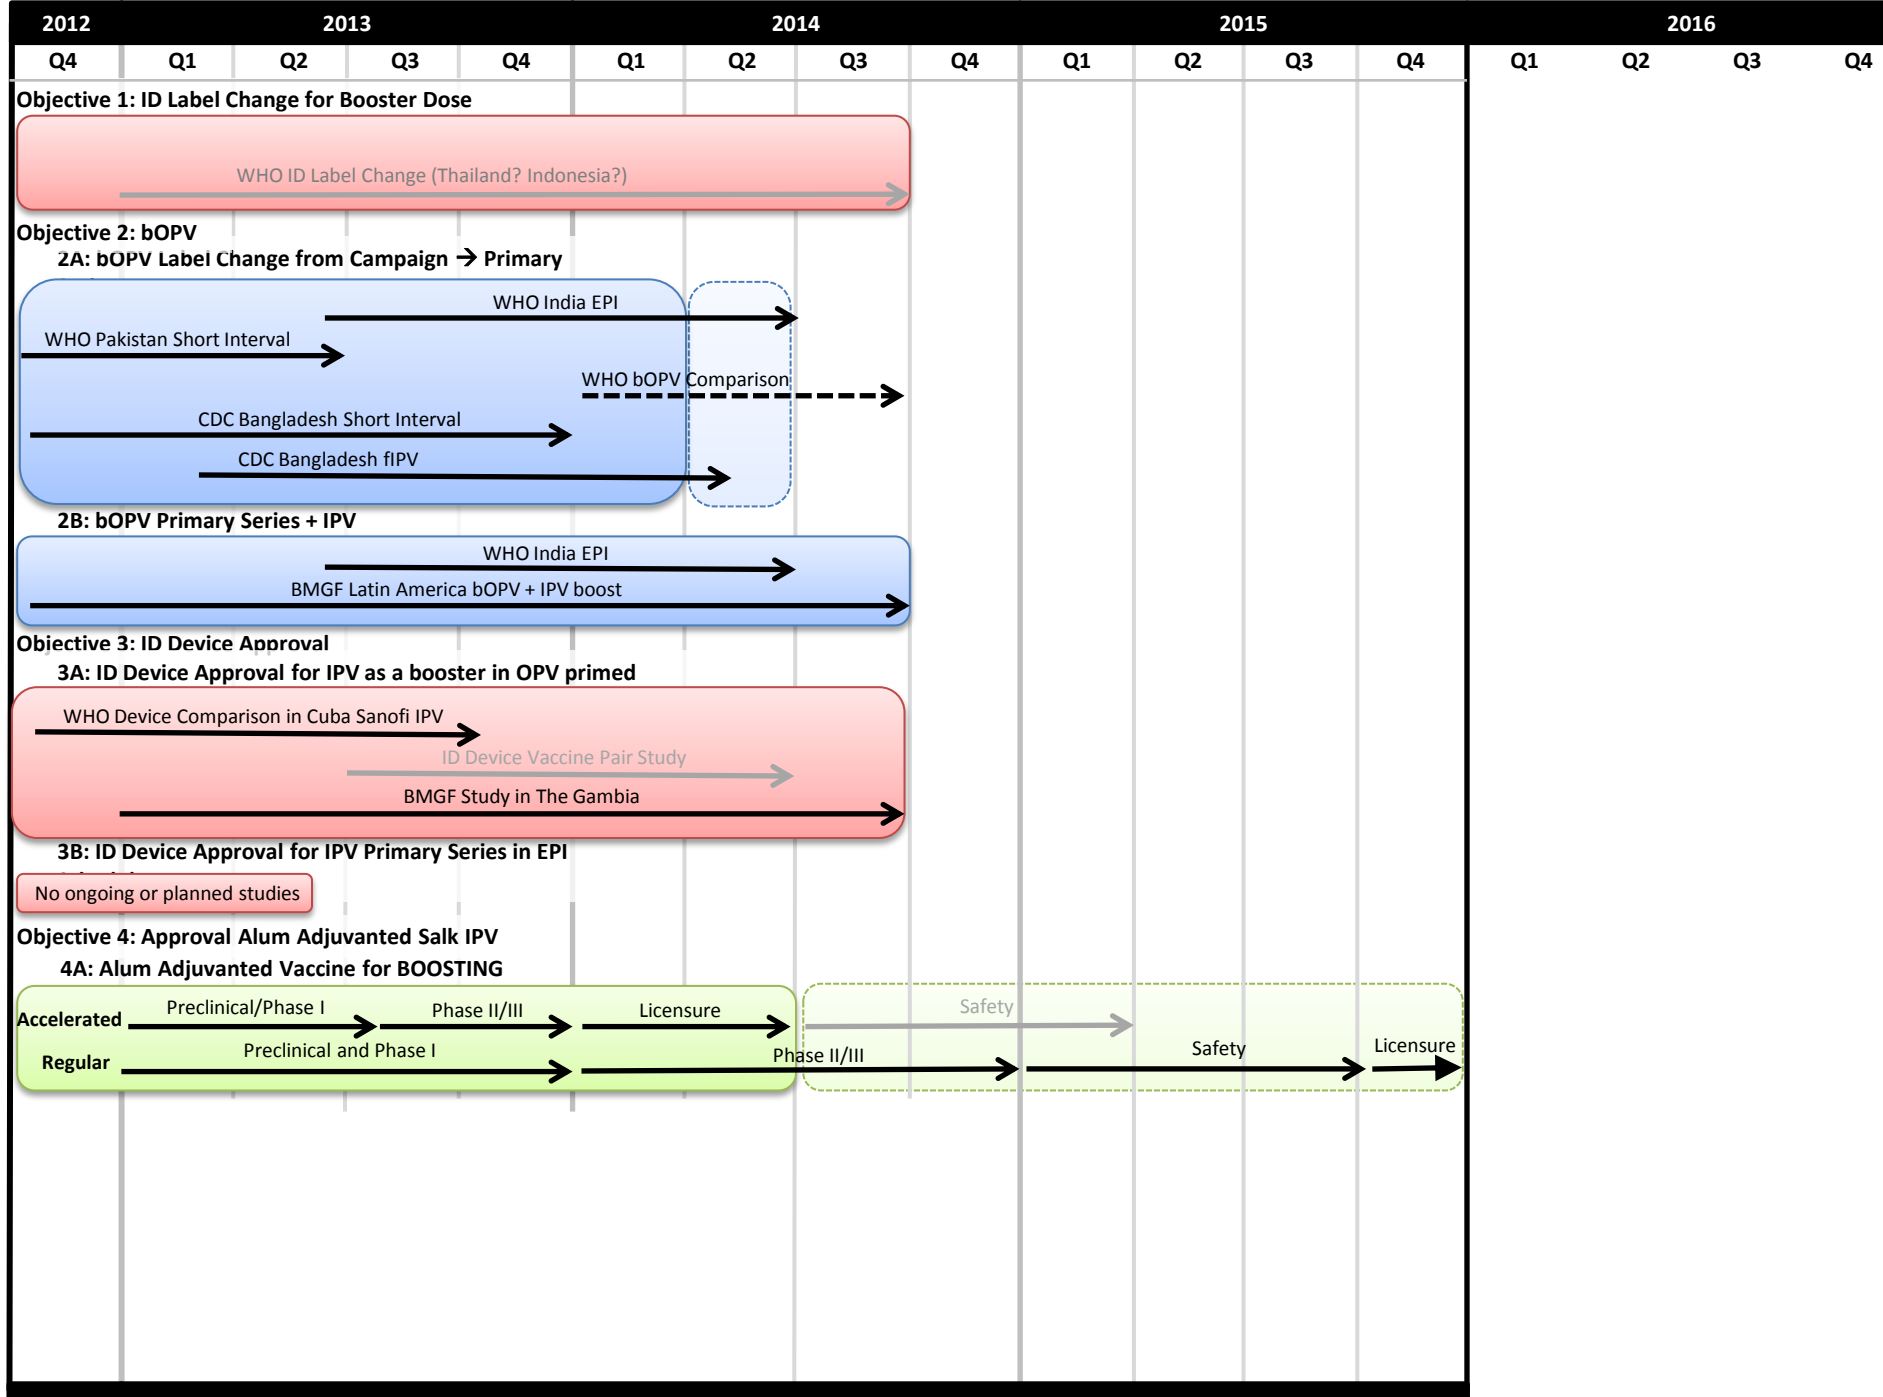 2012 2013 2014 2015 2016
Q4 Q1 Q2 Q3 Q4 Q1 Q2 Q3 Q4 Q1 Q2 Q3 Q4 Q1 Q2 Q3 Q4
Objective 1: ID Label Change for Booster Dose
WHO ID Label Change (Thailand? Indonesia?)
Objective 2: bOPV
2A: bOPV Label Change from Campaign → Primary
WHO India EPI
WHO Pakistan Short Interval
WHO bOPV Comparison
CDC Bangladesh Short Interval
CDC Bangladesh fIPV
2B: bOPV Primary Series + IPV
WHO India EPI
BMGF Latin America bOPV + IPV boost
Objective 3: ID Device Approval
3A: ID Device Approval for IPV as a booster in OPV primed
WHO Device Comparison in Cuba Sanofi IPV
ID Device Vaccine Pair Study
BMGF Study in The Gambia
3B: ID Device Approval for IPV Primary Series in EPI
No ongoing or planned studies
Objective 4: Approval Alum Adjuvanted Salk IPV
4A: Alum Adjuvanted Vaccine for BOOSTING
Accelerated Preclinical/Phase I Phase II/III Licensure Safety
Regular Preclinical and Phase I Phase II/III Safety Licensure